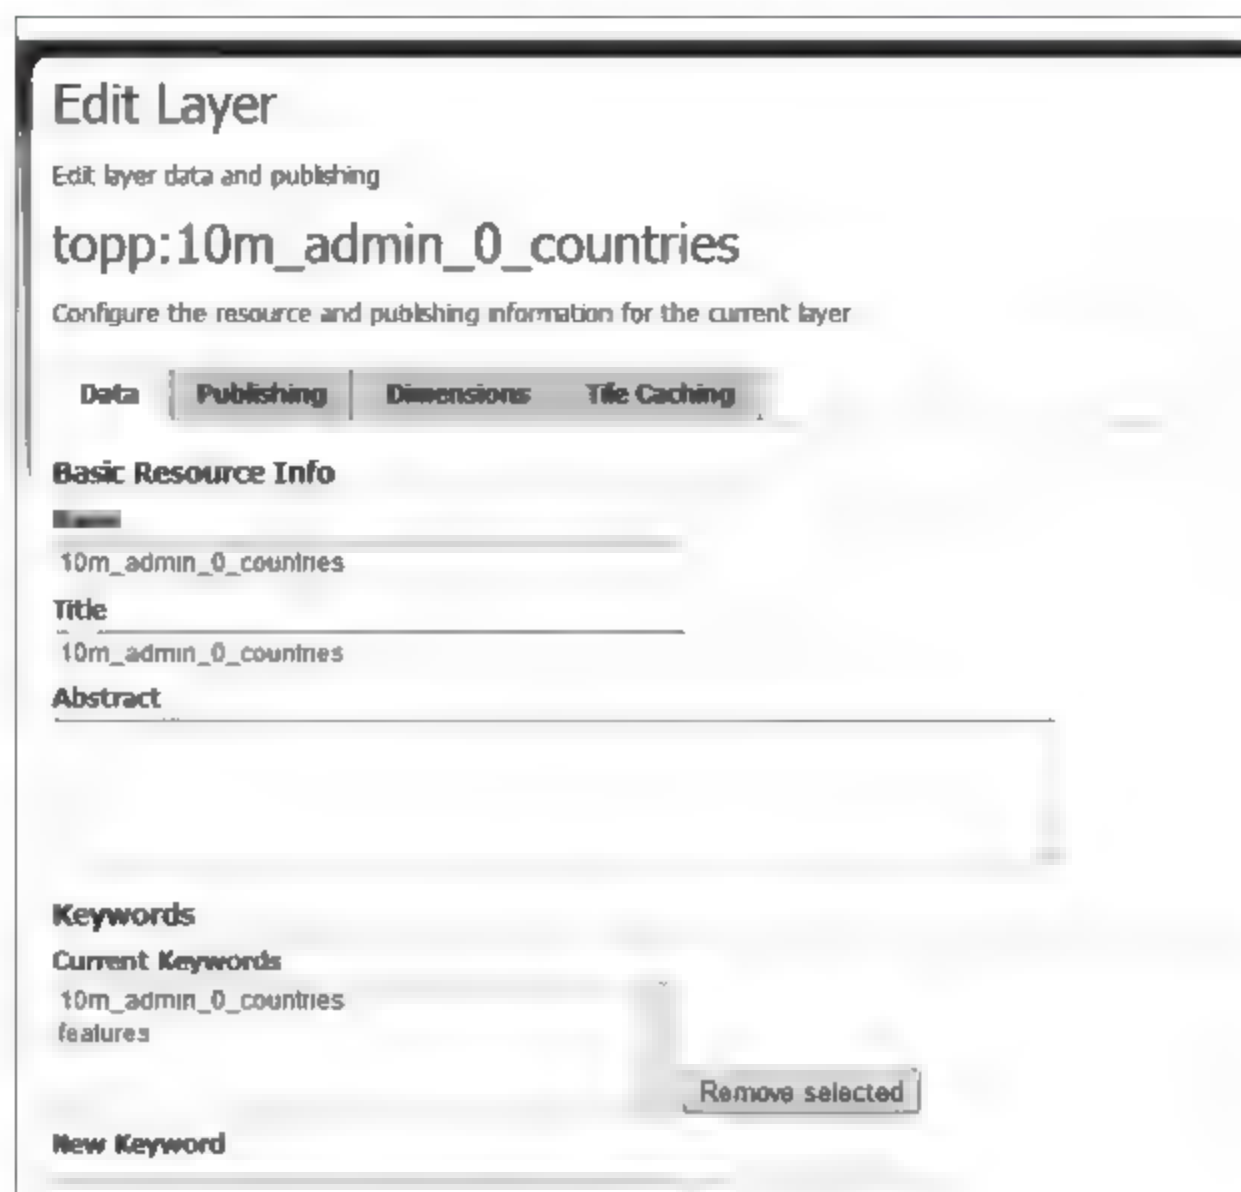 Edit Layer
Edit layer data and publishing
topp:10m_admin_0_countries
Configure the resource and publishing information for the current layer
Data Publishing Dimensions Tile Caching
Basic Resource Info
10m_admin_0_countries
Title
10m_admin_0_countries
Abstract
Keywords
Current Keywords
10m_admin_0_countries
features
Remove selected
New Keyword